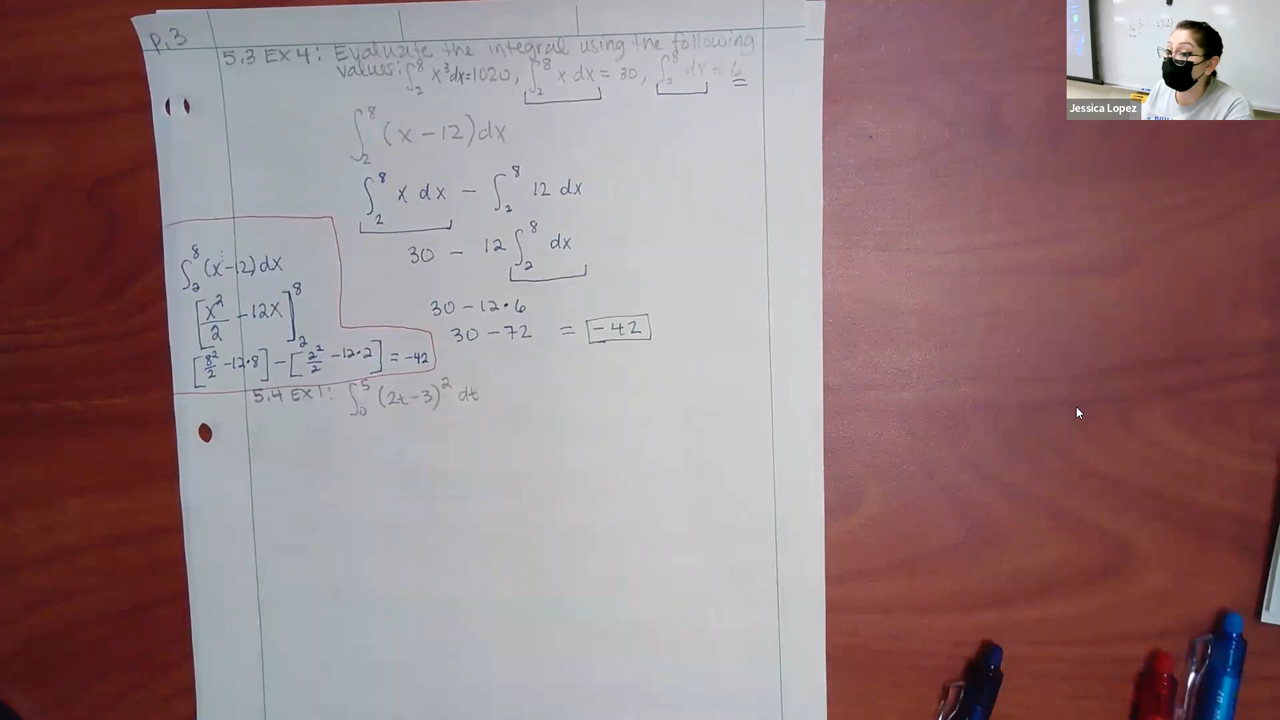 P.3
5.3 Ex 4: Evaluate the integral using the following
values: ∫₂⁸ x³dx = 1020, ∫₂⁸ x dx = 30, ∫₂⁸ dx = 6
∫₂⁸ (x − 12) dx
∫₂⁸ x dx − ∫₂⁸ 12 dx
30 − 12 ∫₂⁸ dx
30 − 12 • 6
30 − 72 = −42
∫₂⁸ (x − 12) dx
[x²/2 − 12x]₂⁸
[8²/2 − 12•8] − [2²/2 − 12•2] = −42
5.4 Ex 1: ∫₀⁵ (2t − 3)² dt
Jessica Lopez